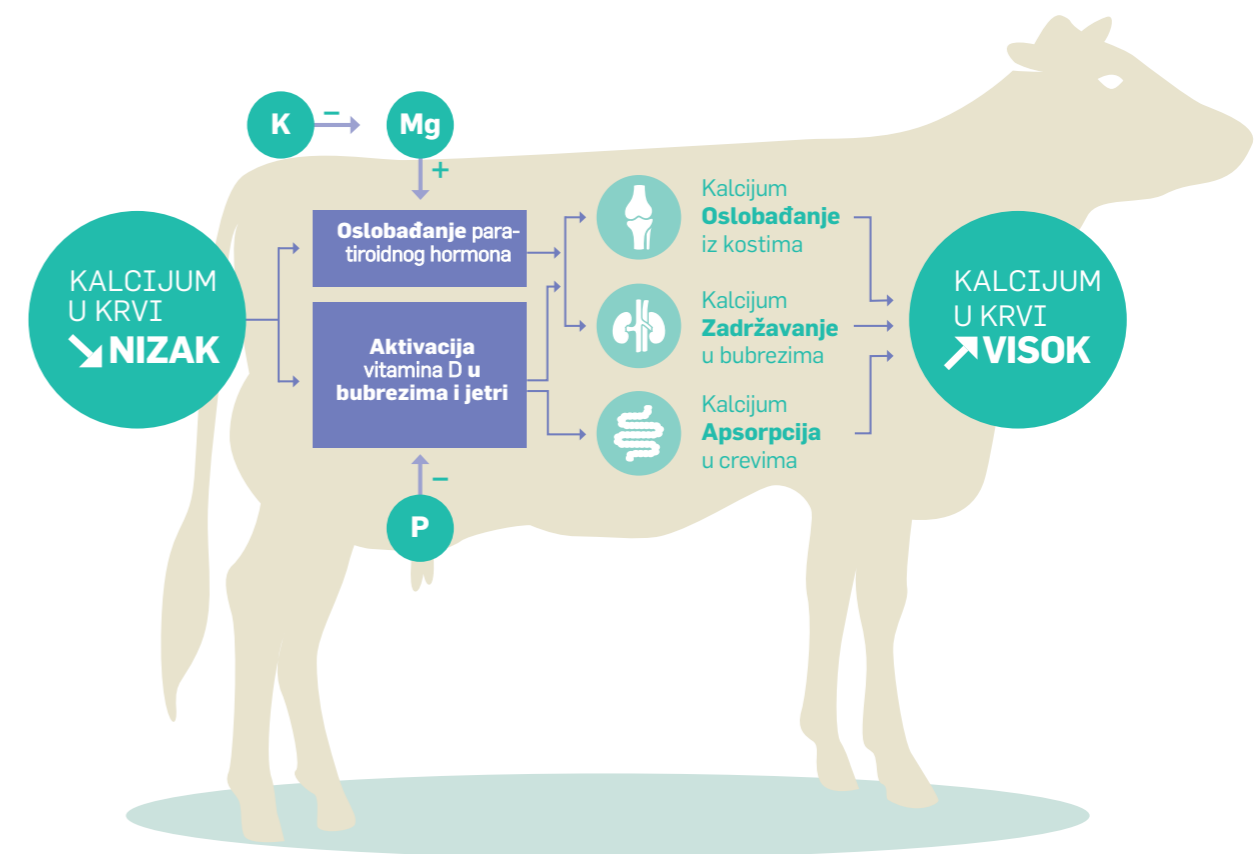 K
–
Mg
+
KALCIJUM
U KRVI
NIZAK
Oslobađanje para-
tiroidnog hormona
Aktivacija
vitamina D u
bubrezima i jetri
–
P
Kalcijum
Oslobađanje
iz kostima
Kalcijum
Zadržavanje
u bubrezima
Kalcijum
Apsorpcija
u crevima
KALCIJUM
U KRVI
VISOK